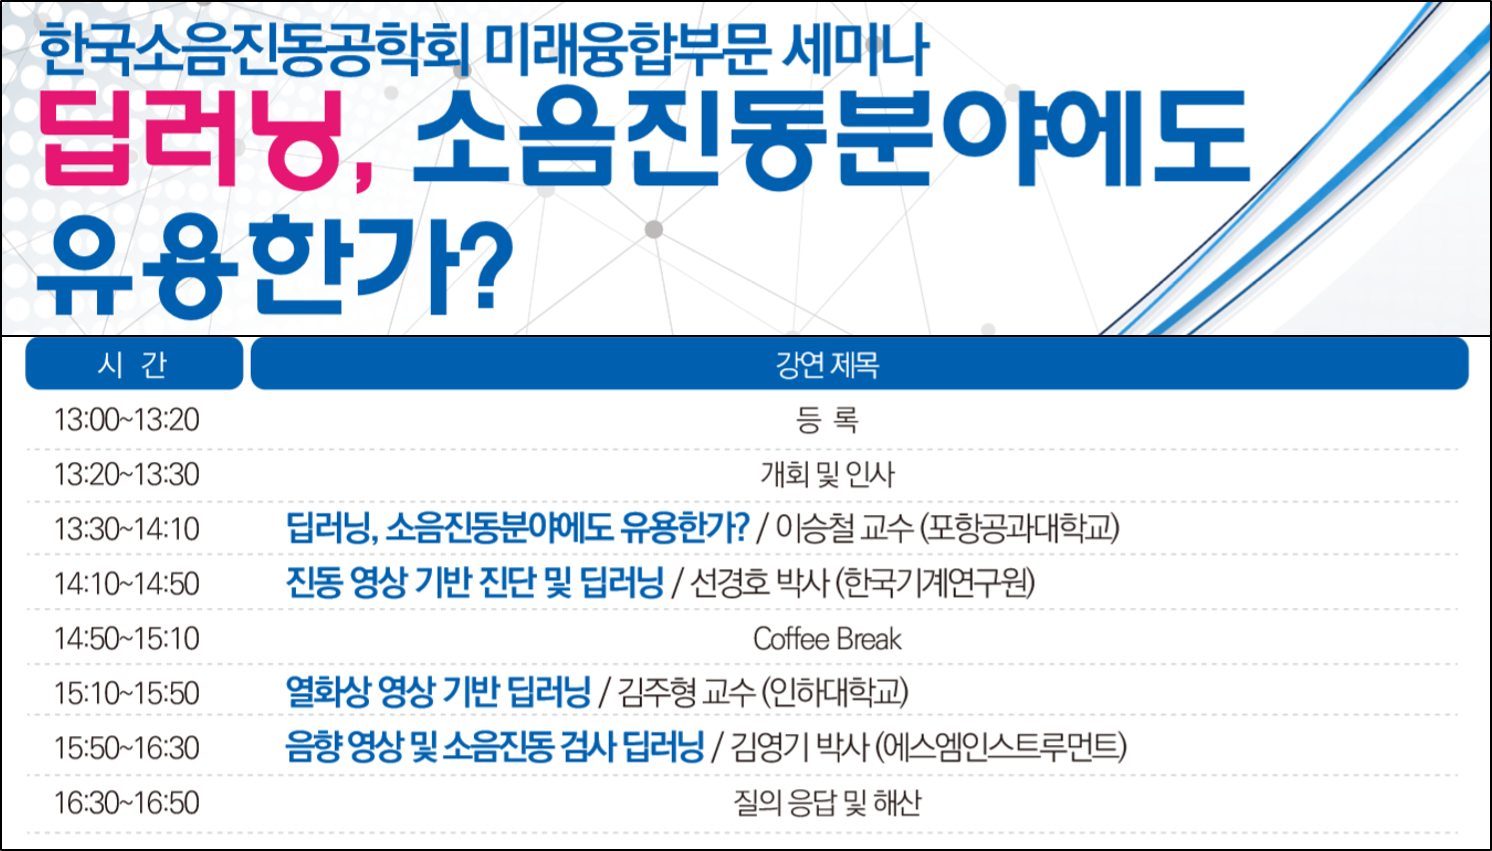 한국소음진동공학회 미래융합부문 세미나
딥러닝, 소음진동분야에도
유용한가?
시 간 강연 제목
13:00~13:20 등 록
13:20~13:30 개회 및 인사
13:30~14:10 딥러닝, 소음진동분야에도 유용한가? / 이승철 교수 (포항공과대학교)
14:10~14:50 진동 영상 기반 진단 및 딥러닝 / 선경호 박사 (한국기계연구원)
14:50~15:10 Coffee Break
15:10~15:50 열화상 영상 기반 딥러닝 / 김주형 교수 (인하대학교)
15:50~16:30 음향 영상 및 소음진동 검사 딥러닝 / 김영기 박사 (에스엠인스트루먼트)
16:30~16:50 질의 응답 및 해산